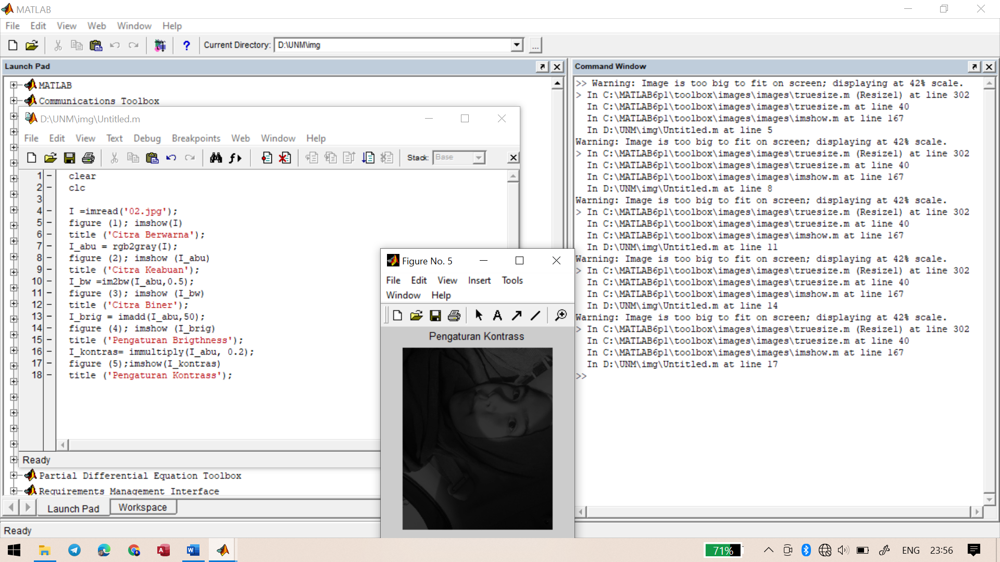 MATLAB
File Edit View Web Window Help
Current Directory: D:\UNM\img
...
Launch Pad
MATLAB
Communications Toolbox
D:\UNM\img\Untitled.m
File Edit View Text Debug Breakpoints Web Window Help
Stack: Base
1 clear
2 clc
3
4 I =imread('02.jpg');
5 figure (1); imshow(I)
6 title ('Citra Berwarna');
7 I_abu = rgb2gray(I);
8 figure (2); imshow (I_abu)
9 title ('Citra Keabuan');
10 I_bw =im2bw(I_abu,0.5);
11 figure (3); imshow (I_bw)
12 title ('Citra Biner');
13 I_brig = imadd(I_abu,50);
14 figure (4); imshow (I_brig)
15 title ('Pengaturan Brigthness');
16 I_kontras= immultiply(I_abu, 0.2);
17 figure (5);imshow(I_kontras)
18 title ('Pengaturan Kontrass');
Ready
Partial Differential Equation Toolbox
Requirements Management Interface
Launch Pad Workspace
Ready
Figure No. 5
File Edit View Insert Tools
Window Help
Pengaturan Kontrass
Command Window
>> Warning: Image is too big to fit on screen; displaying at 42% scale.
> In C:\MATLAB6p1\toolbox\images\images\truesize.m (Resize1) at line 302
In C:\MATLAB6p1\toolbox\images\images\truesize.m at line 40
In C:\MATLAB6p1\toolbox\images\images\imshow.m at line 167
In D:\UNM\img\Untitled.m at line 5
Warning: Image is too big to fit on screen; displaying at 42% scale.
> In C:\MATLAB6p1\toolbox\images\images\truesize.m (Resize1) at line 302
In C:\MATLAB6p1\toolbox\images\images\truesize.m at line 40
In C:\MATLAB6p1\toolbox\images\images\imshow.m at line 167
In D:\UNM\img\Untitled.m at line 8
Warning: Image is too big to fit on screen; displaying at 42% scale.
> In C:\MATLAB6p1\toolbox\images\images\truesize.m (Resize1) at line 302
In C:\MATLAB6p1\toolbox\images\images\truesize.m at line 40
In C:\MATLAB6p1\toolbox\images\images\imshow.m at line 167
In D:\UNM\img\Untitled.m at line 11
Warning: Image is too big to fit on screen; displaying at 42% scale.
> In C:\MATLAB6p1\toolbox\images\images\truesize.m (Resize1) at line 302
In C:\MATLAB6p1\toolbox\images\images\truesize.m at line 40
In C:\MATLAB6p1\toolbox\images\images\imshow.m at line 167
In D:\UNM\img\Untitled.m at line 14
Warning: Image is too big to fit on screen; displaying at 42% scale.
> In C:\MATLAB6p1\toolbox\images\images\truesize.m (Resize1) at line 302
In C:\MATLAB6p1\toolbox\images\images\truesize.m at line 40
In C:\MATLAB6p1\toolbox\images\images\imshow.m at line 167
In D:\UNM\img\Untitled.m at line 17
>>
71% ENG 23:56